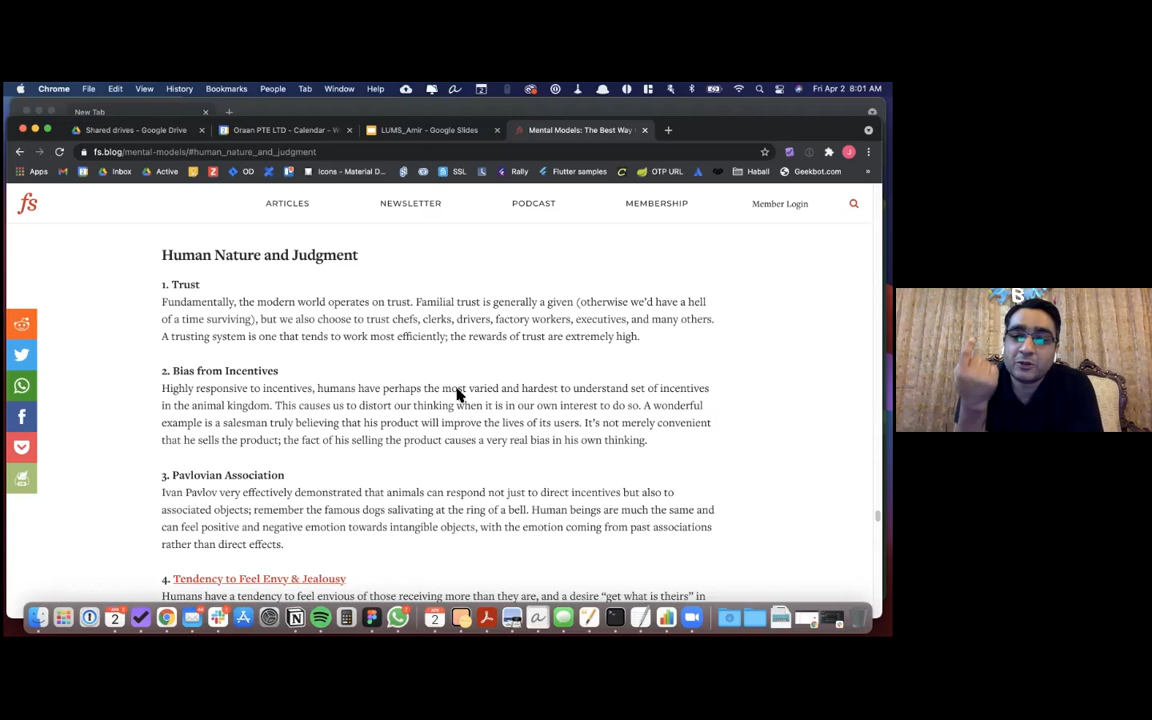 Chrome File Edit View History Bookmarks People Tab Window Help Fri Apr 2 8:01 AM
New Tab
Shared drives - Google Drive Oraan PTE LTD - Calendar - W LUMS_Amir - Google Slides Mental Models: The Best Way
fs.blog/mental-models/#human_nature_and_judgment
Apps Inbox Active OD Icons - Material D... SSL Rally Flutter samples OTP URL Haball Geekbot.com »
fs ARTICLES NEWSLETTER PODCAST MEMBERSHIP Member Login
Human Nature and Judgment
1. Trust
Fundamentally, the modern world operates on trust. Familial trust is generally a given (otherwise we'd have a hell
of a time surviving), but we also choose to trust chefs, clerks, drivers, factory workers, executives, and many others.
A trusting system is one that tends to work most efficiently; the rewards of trust are extremely high.
2. Bias from Incentives
Highly responsive to incentives, humans have perhaps the most varied and hardest to understand set of incentives
in the animal kingdom. This causes us to distort our thinking when it is in our own interest to do so. A wonderful
example is a salesman truly believing that his product will improve the lives of its users. It's not merely convenient
that he sells the product; the fact of his selling the product causes a very real bias in his own thinking.
3. Pavlovian Association
Ivan Pavlov very effectively demonstrated that animals can respond not just to direct incentives but also to
associated objects; remember the famous dogs salivating at the ring of a bell. Human beings are much the same and
can feel positive and negative emotion towards intangible objects, with the emotion coming from past associations
rather than direct effects.
4. Tendency to Feel Envy & Jealousy
Humans have a tendency to feel envious of those receiving more than they are, and a desire "get what is theirs" in